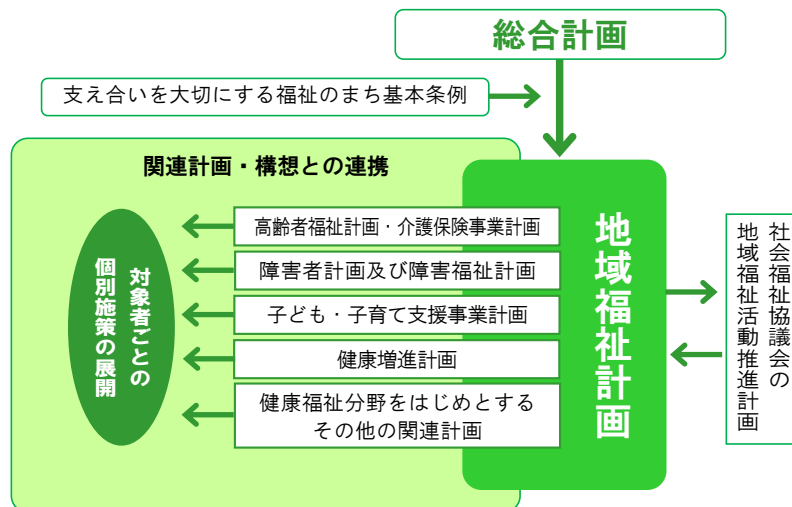 総合計画
支え合いを大切にする福祉のまち基本条例
関連計画・構想との連携
高齢者福祉計画・介護保険事業計画
障害者計画及び障害福祉計画
子ども・子育て支援事業計画
健康増進計画
健康福祉分野をはじめとする
その他の関連計画
対象者ごとの
個別施策の展開
地域福祉計画
社会福祉協議会の
地域福祉活動推進計画